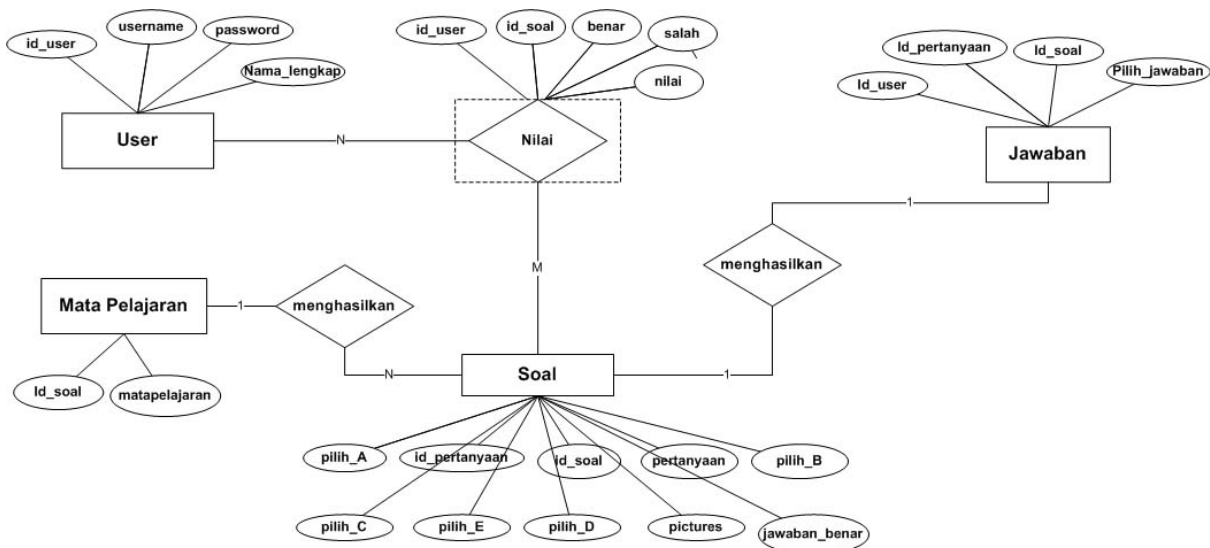 id_user
username
password
Nama_lengkap
User
N
id_user
id_soal
benar
salah
nilai
Nilai
M
Id_user
Id_pertanyaan
Id_soal
Pilih_jawaban
Jawaban
1
menghasilkan
1
Mata Pelajaran
1
menghasilkan
N
Id_soal
matapelajaran
Soal
pilih_A
id_pertanyaan
id_soal
pertanyaan
pilih_B
pilih_C
pilih_E
pilih_D
pictures
jawaban_benar